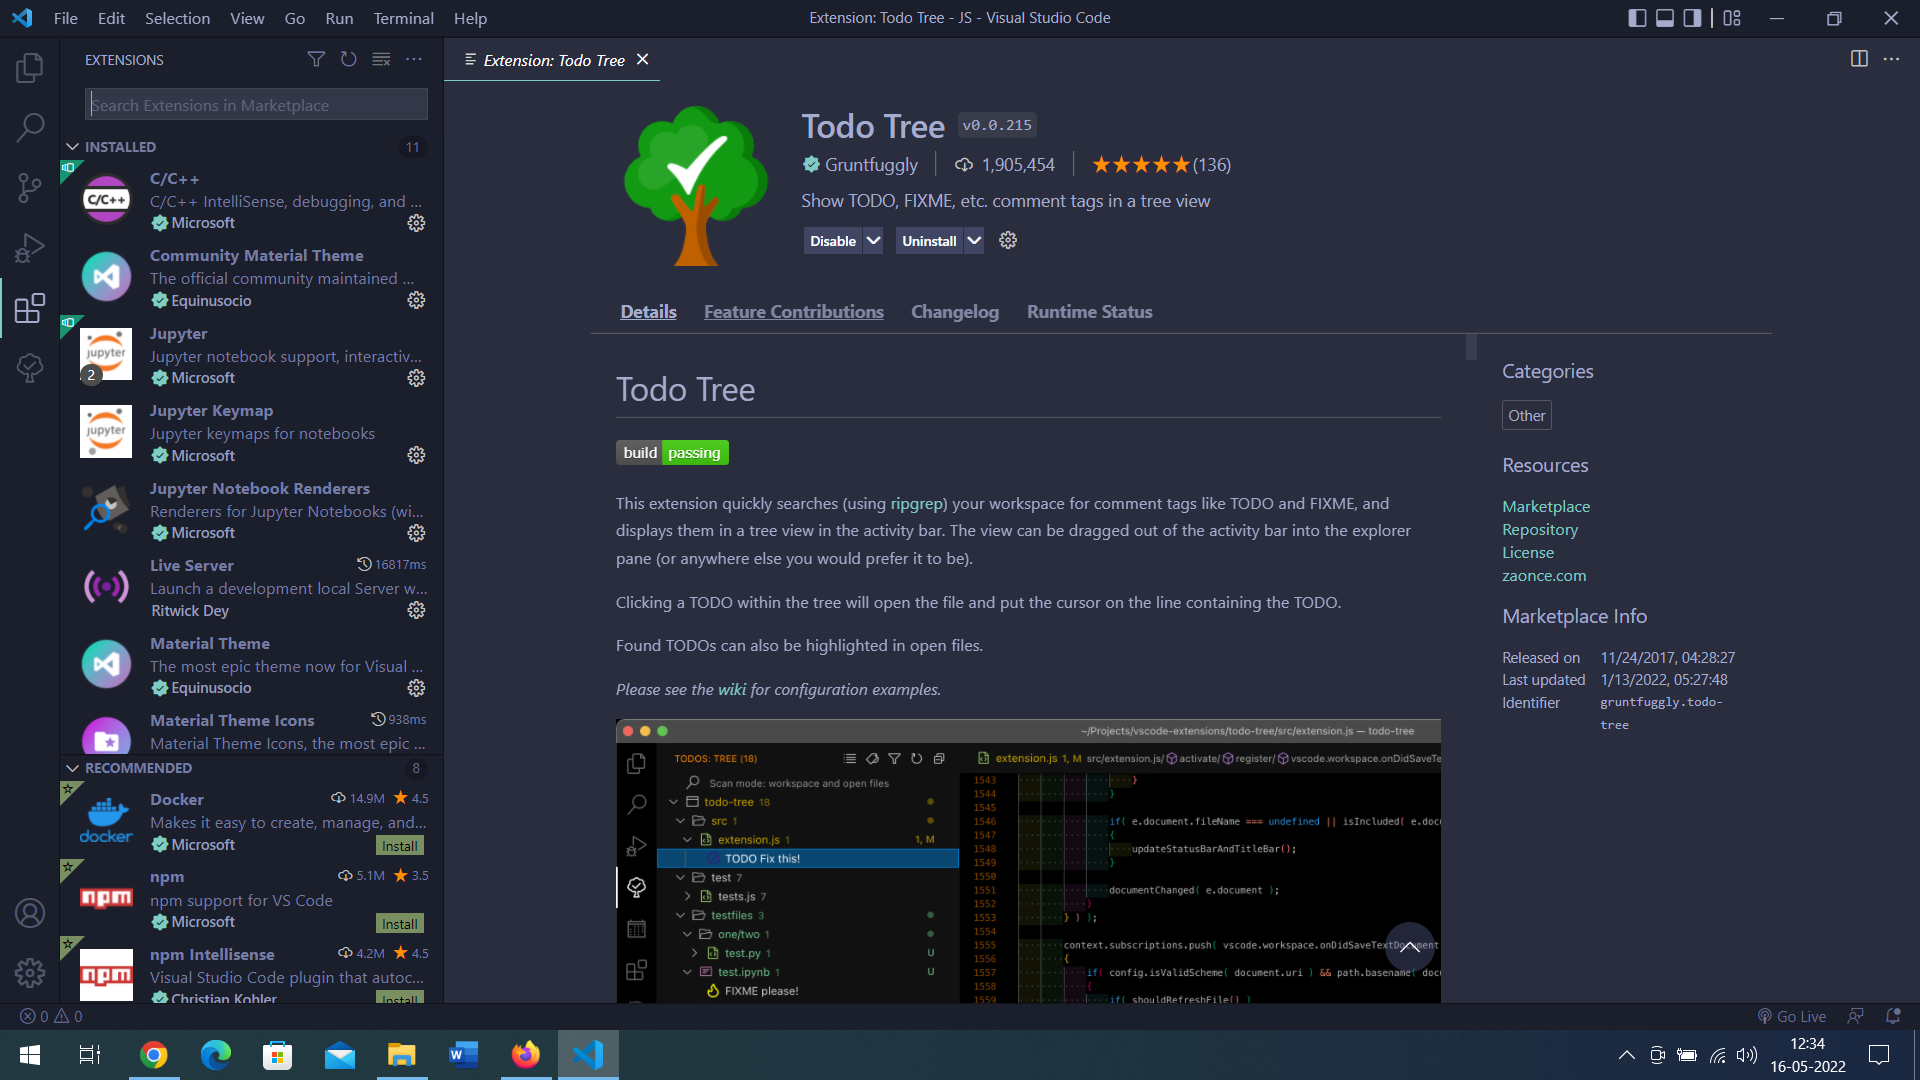 File Edit Selection View Go Run Terminal Help
Extension: Todo Tree - JS - Visual Studio Code
EXTENSIONS
Search Extensions in Marketplace
INSTALLED 11
C/C++
C/C++ IntelliSense, debugging, and ...
Microsoft
Community Material Theme
The official community maintained ...
Equinusocio
Jupyter
Jupyter notebook support, interactiv...
Microsoft
2
Jupyter Keymap
Jupyter keymaps for notebooks
Microsoft
Jupyter Notebook Renderers
Renderers for Jupyter Notebooks (wi...
Microsoft
Live Server 16817ms
Launch a development local Server w...
Ritwick Dey
Material Theme
The most epic theme now for Visual ...
Equinusocio
Material Theme Icons 938ms
Material Theme Icons, the most epic ...
RECOMMENDED 8
Docker 14.9M 4.5
Makes it easy to create, manage, and...
Microsoft Install
docker
npm 5.1M 3.5
npm support for VS Code
Microsoft Install
npm
npm Intellisense 4.2M 4.5
Visual Studio Code plugin that autoc...
Christian Kohler Install
npm
Extension: Todo Tree
Todo Tree v0.0.215
Gruntfuggly 1,905,454 (136)
Show TODO, FIXME, etc. comment tags in a tree view
Disable Uninstall
Details Feature Contributions Changelog Runtime Status
Todo Tree
build passing
This extension quickly searches (using ripgrep) your workspace for comment tags like TODO and FIXME, and
displays them in a tree view in the activity bar. The view can be dragged out of the activity bar into the explorer
pane (or anywhere else you would prefer it to be).
Clicking a TODO within the tree will open the file and put the cursor on the line containing the TODO.
Found TODOs can also be highlighted in open files.
Please see the wiki for configuration examples.
~/Projects/vscode-extensions/todo-tree/src/extension.js — todo-tree
TODOS: TREE (18)
Scan mode: workspace and open files
todo-tree 18
src 1
extension.js 1 1, M
TODO Fix this!
test 7
tests.js 7
testfiles 3
one/two 1
test.py 1 U
test.ipynb 1 U
FIXME please!
extension.js 1, M src/extension.js/ activate/ register/ vscode.workspace.onDidSaveTe
1543 }
1544 }
1545
1546 if( e.document.fileName === undefined || isIncluded( e.docu
1547 {
1548 updateStatusBarAndTitleBar();
1549 }
1550
1551 documentChanged( e.document );
1552 }
1553 } ) );
1554
1555 context.subscriptions.push( vscode.workspace.onDidSaveTextDocument
1556 {
1557 if( config.isValidScheme( document.uri ) && path.basename( docu
1558 {
1559 if( shouldRefreshFile() )
Categories
Other
Resources
Marketplace
Repository
License
zaonce.com
Marketplace Info
Released on 11/24/2017, 04:28:27
Last updated 1/13/2022, 05:27:48
Identifier gruntfuggly.todo-
tree
0 0
Go Live
12:34
16-05-2022